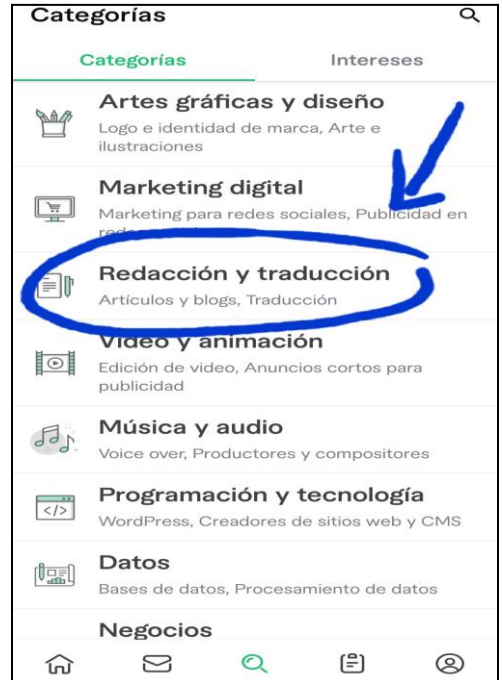 Categorías
Categorías Intereses
Artes gráficas y diseño
Logo e identidad de marca, Arte e
ilustraciones
Marketing digital
Marketing para redes sociales, Publicidad en
Redacción y traducción
Artículos y blogs, Traducción
Video y animación
Edición de video, Anuncios cortos para
publicidad
Música y audio
Voice over, Productores y compositores
Programación y tecnología
</>
WordPress, Creadores de sitios web y CMS
Datos
Bases de datos, Procesamiento de datos
Negocios